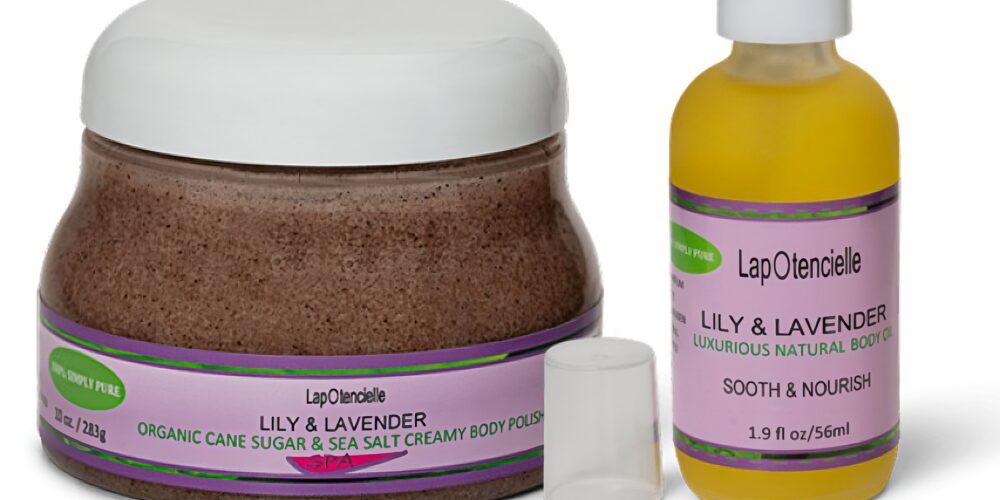 100% SIMPLY PURE
10 oz. / 283g
LapOtencielle
LILY & LAVENDER
ORGANIC CANE SUGAR & SEA SALT CREAMY BODY POLISH
SPA
SIMPLY PURE
LapOtencielle
LILY & LAVENDER
LUXURIOUS NATURAL BODY OIL
SOOTH & NOURISH
1.9 fl oz/56ml